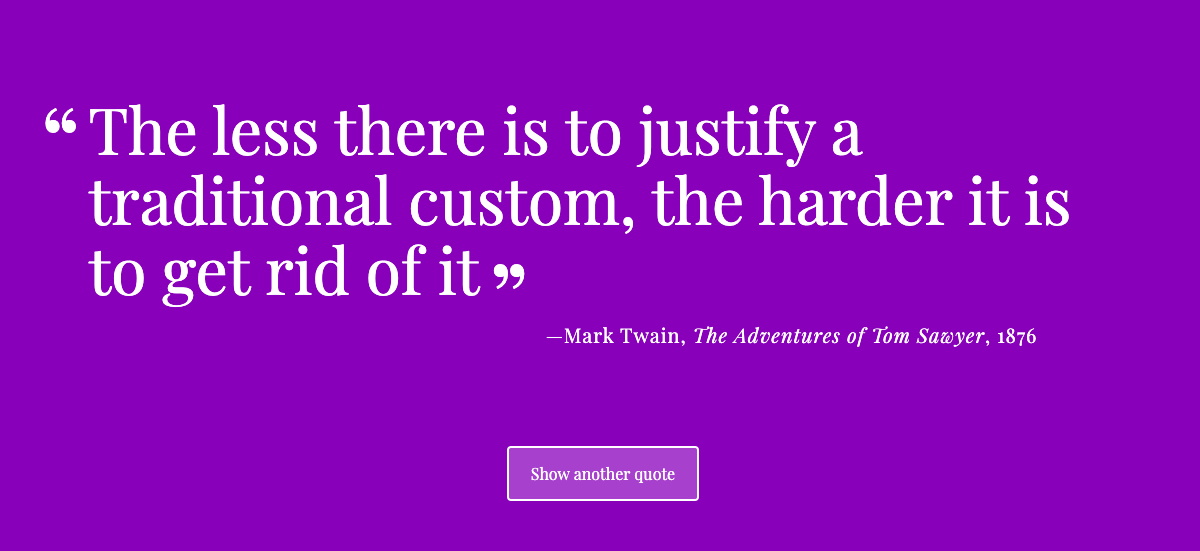 “The less there is to justify a
traditional custom, the harder it is
to get rid of it”
—Mark Twain, The Adventures of Tom Sawyer, 1876
Show another quote